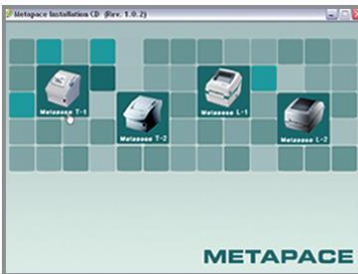 Metapace Installation CD (Rev. 1.0.2)
Metapace T-1
Metapace T-2
Metapace L-1
Metapace L-2
METAPACE